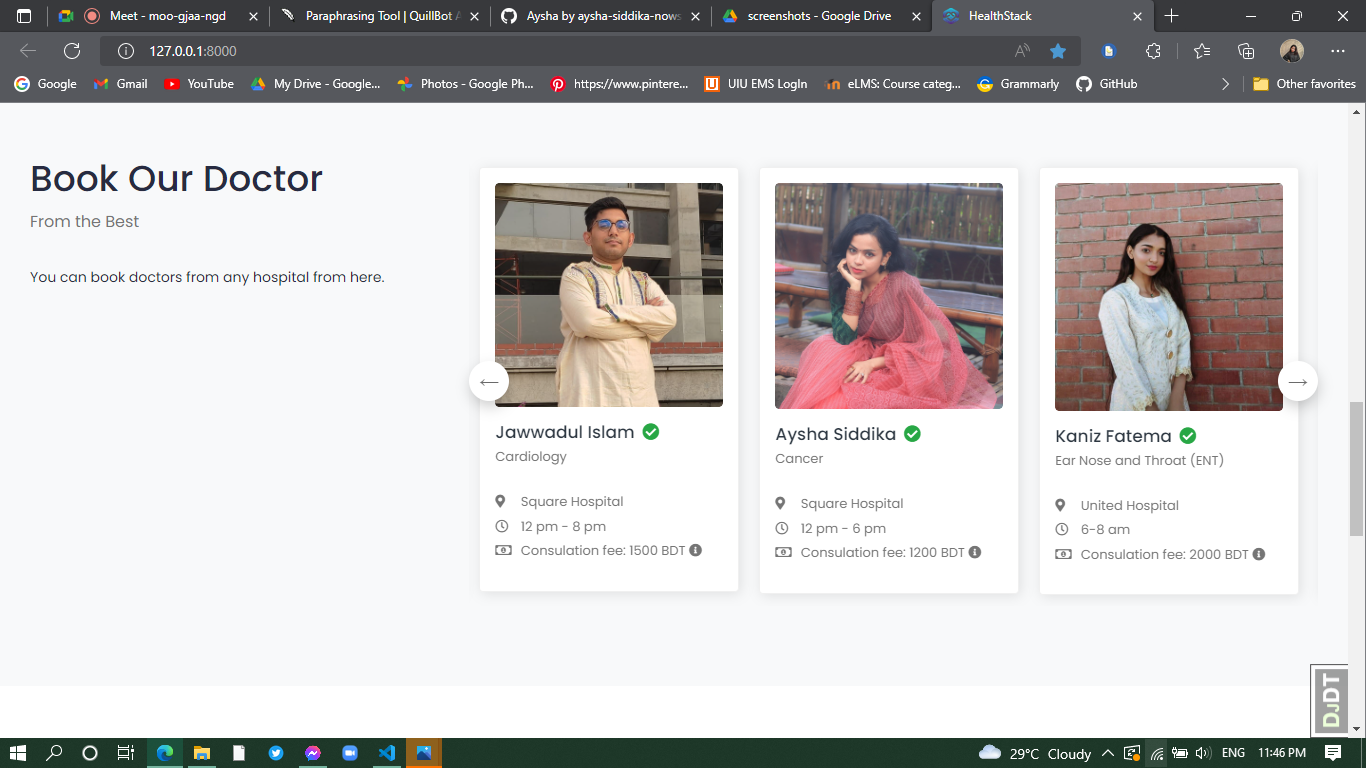 Meet - moo-gjaa-ngd
Paraphrasing Tool | QuillBot A
Aysha by aysha-siddika-nows
screenshots - Google Drive
HealthStack
127.0.0.1:8000
Google
Gmail
YouTube
My Drive - Google...
Photos - Google Ph...
https://www.pintere...
UIU EMS LogIn
eLMS: Course categ...
Grammarly
GitHub
Other favorites
Book Our Doctor
From the Best
You can book doctors from any hospital from here.
Jawwadul Islam
Cardiology
Square Hospital
12 pm - 8 pm
Consulation fee: 1500 BDT
Aysha Siddika
Cancer
Square Hospital
12 pm - 6 pm
Consulation fee: 1200 BDT
Kaniz Fatema
Ear Nose and Throat (ENT)
United Hospital
6-8 am
Consulation fee: 2000 BDT
DJDT
29°C Cloudy
ENG
11:46 PM